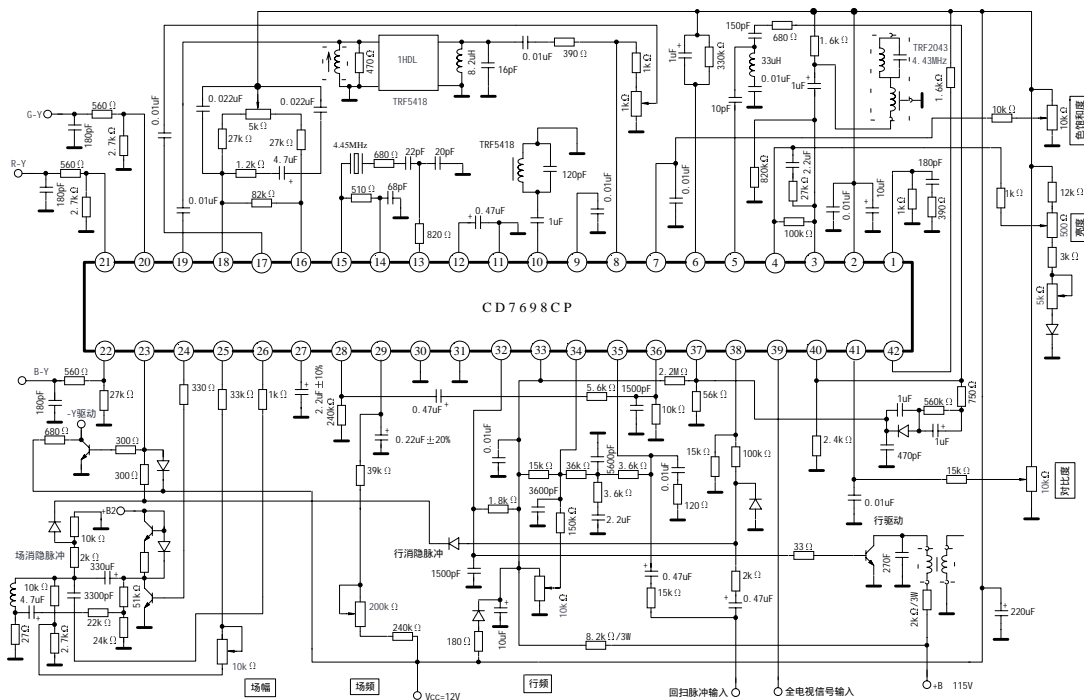 150pF
680Ω
1.6kΩ
TRF2043
4.43MHz
33uH
0.01uF
1uF
1uF
330kΩ
10pF
1.6kΩ
470Ω
1HDL
TRF5418
8.2uH
16pF
0.01uF
390Ω
1kΩ
1kΩ
G-Y
560Ω
180pF
2.7kΩ
0.01uF
0.022uF
0.022uF
5kΩ
27kΩ
27kΩ
1.2kΩ
4.7uF
82kΩ
0.01uF
R-Y
560Ω
180pF
2.7kΩ
4.45MHz
680Ω
22pF
20pF
510Ω
68pF
820Ω
TRF5418
120pF
1uF
0.47uF
0.01uF
0.01uF
820kΩ
2.2uF
27kΩ
100kΩ
0.01uF
10uF
180pF
1kΩ
390Ω
10kΩ
10kΩ
色饱和度
1kΩ
12kΩ
500Ω
亮度
3kΩ
5kΩ
21 20 19 18 17 16 15 14 13 12 11 10 9 8 7 6 5 4 3 2 1
CD7698CP
22 23 24 25 26 27 28 29 30 31 32 33 34 35 36 37 38 39 40 41 42
B-Y
560Ω
180pF
27kΩ
-Y驱动
680Ω
300Ω
300Ω
330Ω
33kΩ
1kΩ
2.2uF±10%
240kΩ
0.47uF
0.22uF±20%
39kΩ
5.6kΩ
1500pF
2.2MΩ
10kΩ
56kΩ
0.01uF
15kΩ
36kΩ
5600pF
3.6kΩ
3.6kΩ
2.2uF
3600pF
150kΩ
1.8kΩ
0.01uF
120Ω
15kΩ
100kΩ
2.4kΩ
1uF
560kΩ
1uF
470pF
750Ω
15kΩ
10kΩ
对比度
0.01uF
+B2
10kΩ
2kΩ
场消隐脉冲
330uF
10kΩ
4.7uF
3300pF
51kΩ
22kΩ
24kΩ
27Ω
2.7kΩ
10kΩ
场幅
行消隐脉冲
1500pF
200kΩ
240kΩ
场频
Vcc=12V
180Ω
10uF
10kΩ
行频
8.2kΩ/3W
0.47uF
15kΩ
2kΩ
0.47uF
33Ω
行驱动
270F
2kΩ/3W
220uF
回扫脉冲输入
全电视信号输入
+B 115V